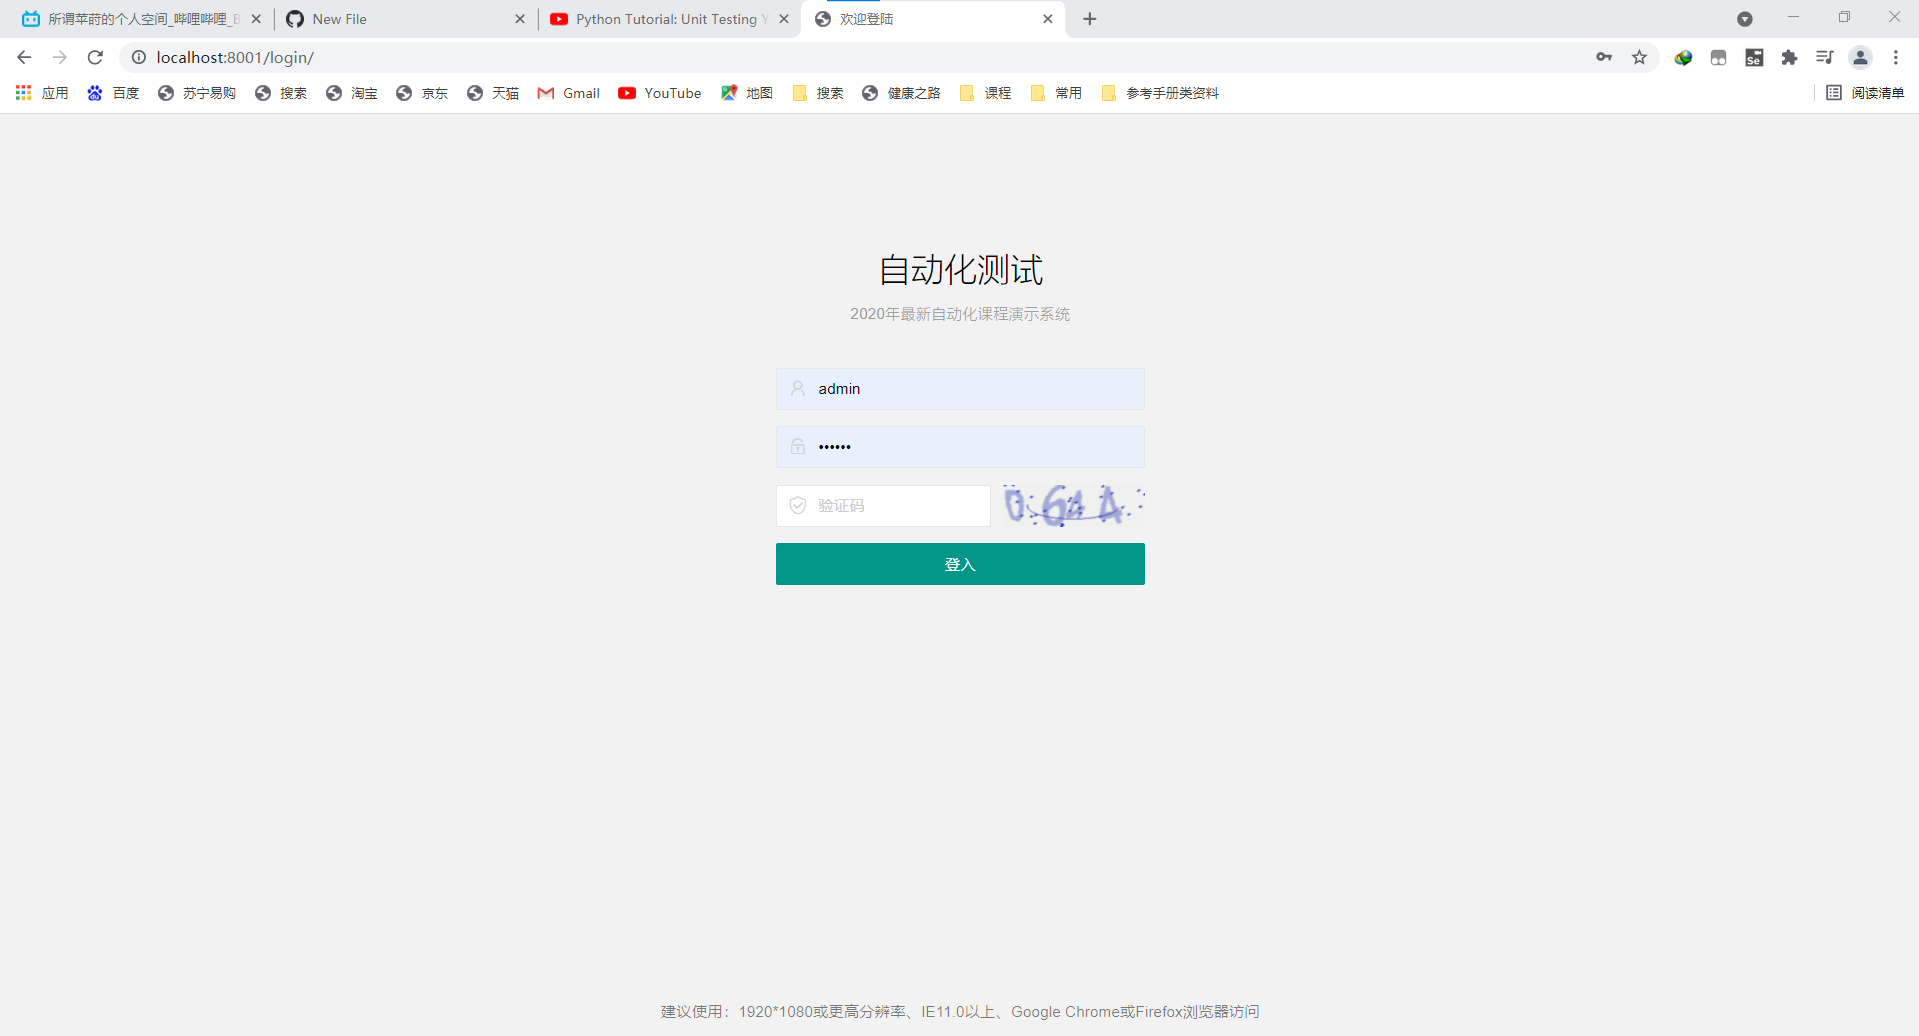 所谓苹莳的个人空间_哔哩哔哩_B
New File
Python Tutorial: Unit Testing Y
欢迎登陆
localhost:8001/login/
应用
百度
苏宁易购
搜索
淘宝
京东
天猫
Gmail
YouTube
地图
搜索
健康之路
课程
常用
参考手册类资料
阅读清单
自动化测试
2020年最新自动化课程演示系统
admin
••••••
验证码
登入
建议使用：1920*1080或更高分辨率、IE11.0以上、Google Chrome或Firefox浏览器访问